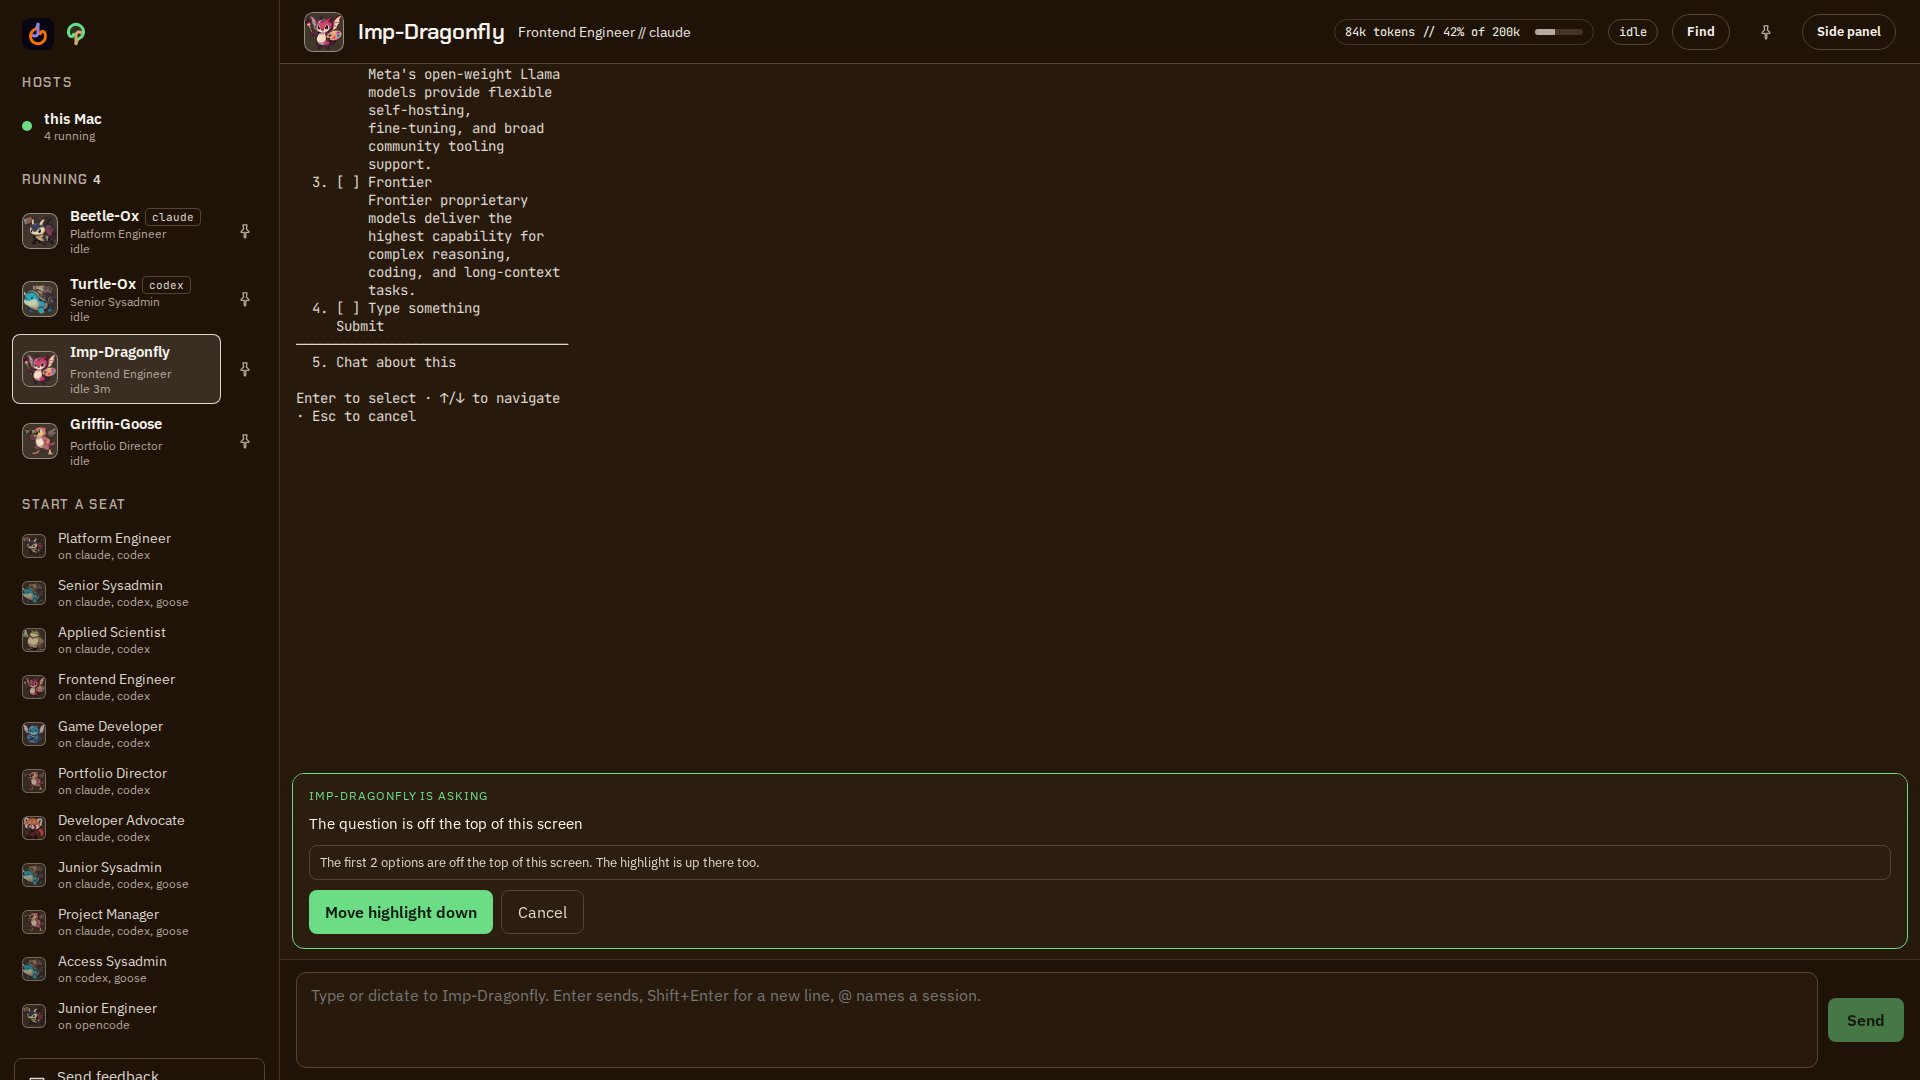 HOSTS
this Mac
4 running
RUNNING 4
Beetle-Ox claude
Platform Engineer
idle
Turtle-Ox codex
Senior Sysadmin
idle
Imp-Dragonfly
Frontend Engineer
idle 3m
Griffin-Goose
Portfolio Director
idle
START A SEAT
Platform Engineer
on claude, codex
Senior Sysadmin
on claude, codex, goose
Applied Scientist
on claude, codex
Frontend Engineer
on claude, codex
Game Developer
on claude, codex
Portfolio Director
on claude, codex
Developer Advocate
on claude, codex
Junior Sysadmin
on claude, codex, goose
Project Manager
on claude, codex, goose
Access Sysadmin
on codex, goose
Junior Engineer
on opencode
Send feedback
Imp-Dragonfly Frontend Engineer // claude
84k tokens // 42% of 200k
idle
Find
Side panel
Meta's open-weight Llama
models provide flexible
self-hosting,
fine-tuning, and broad
community tooling
support.
3. [ ] Frontier
Frontier proprietary
models deliver the
highest capability for
complex reasoning,
coding, and long-context
tasks.
4. [ ] Type something
Submit
5. Chat about this
Enter to select · ↑/↓ to navigate
· Esc to cancel
IMP-DRAGONFLY IS ASKING
The question is off the top of this screen
The first 2 options are off the top of this screen. The highlight is up there too.
Move highlight down
Cancel
Type or dictate to Imp-Dragonfly. Enter sends, Shift+Enter for a new line, @ names a session.
Send